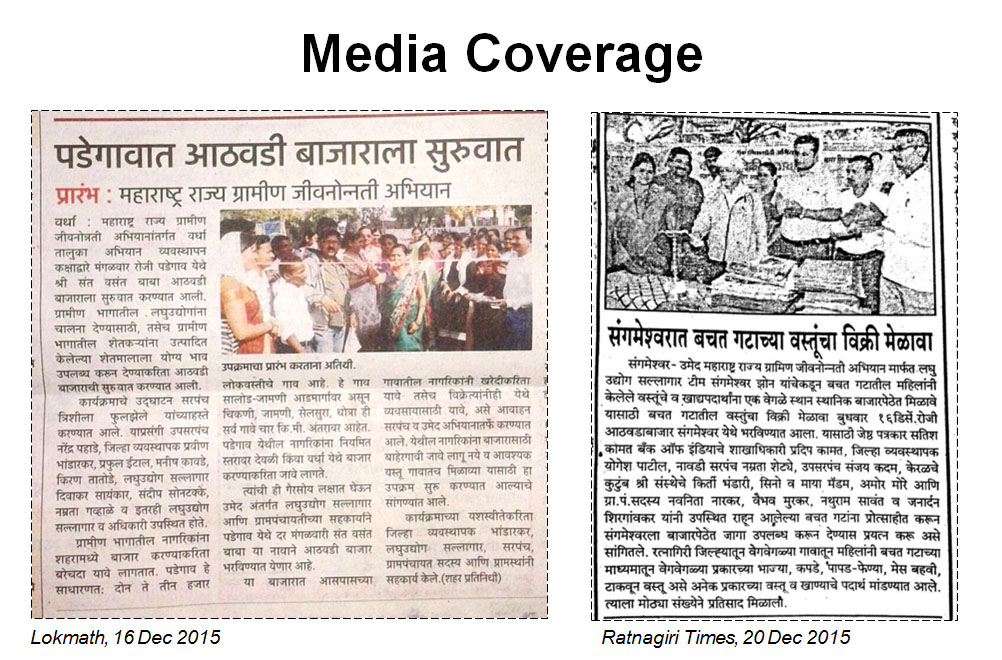 Media Coverage
पडेगावात आठवडी बाजाराला सुरुवात
प्रारंभ : महाराष्ट्र राज्य ग्रामीण जीवनोन्नती अभियान
वर्धा : महाराष्ट्र राज्य ग्रामीण
जीवनोन्नती अभियानांतर्गत वर्धा
तालुका अभियान व्यवस्थापन
कक्षाद्वारे मंगळवार रोजी पडेगाव येथे
श्री संत वसंत बाबा आठवडी
बाजाराला सुरुवात करण्यात आली.
ग्रामीण भागातील लघुउद्योगांना
चालना देण्यासाठी, तसेच ग्रामीण
भागातील शेतकऱ्यांना उत्पादित
केलेल्या शेतमालाला योग्य भाव
उपलब्ध करून देण्याकरिता आठवडी
बाजाराची सुरुवात करण्यात आली.
कार्यक्रमाचे उद्घाटन सरपंच
त्रिशीला फुलझेले यांच्याहस्ते
करण्यात आले. याप्रसंगी उपसरपंच
नरेंद्र पहाडे, जिल्हा व्यवस्थापक प्रवीण
भांडारकर, प्रफुल ईटाल, मनीष कावडे,
किरण तातोडे, लघुउद्योग सल्लागार
दिवाकर सायंकार, संदीप सोनटक्के,
नम्रता गव्हाळे व इतरही लघुउद्योग
सल्लागार व अधिकारी उपस्थित होते.
ग्रामीण भागातील नागरिकांना
शहरामध्ये बाजार करण्याकरिता
बरेचदा यावे लागतात. पडेगाव हे
साधारणतः दोन ते तीन हजार
उपक्रमाचा प्रारंभ करताना अतिथी.
लोकवस्तीचे गाव आहे. हे गाव
सालोड-जामणी आडमार्गावर असून
चिकणी, जामणी, सेलसुरा, धोत्रा ही
सर्व गावे चार कि.मी. अंतरावर आहेत.
पडेगाव येथील नागरिकांना नियमित
स्तरावर देवळी किंवा वर्धा येथे बाजार
करण्याकरिता जावे लागते.
त्यांची ही गैरसोय लक्षात घेऊन
उमेद अंतर्गत लघुउद्योग सल्लागार
आणि ग्रामपंचायतीच्या सहकार्याने
पडेगाव येथे दर मंगळवारी संत वसंत
बाबा या नावाने आठवडी बाजार
भरविण्यात येणार आहे.
या बाजारात आसपासच्या
गावातील नागरिकांनी खरेदीकरिता
यावे तसेच विक्रेत्यांनीही येथे
व्यवसायासाठी यावे, असे आवाहन
सरपंच व उमेद अभियानातर्फे करण्यात
आले. येथील नागरिकांना बाजारासाठी
बाहेरगावी जावे लागू नये व आवश्यक
वस्तू गावातच मिळाव्या यासाठी हा
उपक्रम सुरू करण्यात आल्याचे
सांगण्यात आले.
कार्यक्रमाच्या यशस्वीतेकरिता
जिल्हा व्यवस्थापक भांडारकर,
लघुउद्योग सल्लागार, सरपंच,
ग्रामपंचायत सदस्य आणि ग्रामस्थांनी
सहकार्य केले.(शहर प्रतिनिधी)
Lokmath, 16 Dec 2015
संगमेश्वरात बचत गटाच्या वस्तूंचा विक्री मेळावा
संगमेश्वर- उमेद महाराष्ट्र राज्य ग्रामिण जीवनोन्नती अभियान मार्फत लघु
उद्योग सल्लागार टीम संगमेश्वर झोन यांचेकडून बचत गटातील महिलांनी
केलेले वस्तूंचे व खाद्यपदार्थांना एक वेगळे स्थान स्थानिक बाजारपेठेत मिळावे
यासाठी बचत गटातील वस्तूंचा विक्री मेळावा बुधवार १६डिसें.रोजी
आठवडाबाजार संगमेश्वर येथे भरविण्यात आला. यासाठी जेष्ठ पत्रकार सतिश
कामत बँक ऑफ इंडियाचे शाखाधिकारी प्रदिप कामत, जिल्हा व्यवस्थापक
योगेश पाटील, नावडी सरपंच नम्रता शेट्ये, उपसरपंच संजय कदम, केरळचे
कुटुंब श्री संस्थेचे किर्ती भंडारी, सिनो व माया मॅडम, अमोर मोरे आणि
ग्रा.पं.सदस्य नवनिता नारकर, वैभव मुरकर, नथुराम सावंत व जनार्दन
शिरगांवकर यांनी उपस्थित राहून आलेल्या बचत गटांना प्रोत्साहीत करून
संगमेश्वरला बाजारपेठेत जागा उपलब्ध करून देण्यास प्रयत्न करू असे
सांगितले. रत्नागिरी जिल्ह्यातून वेगवेगळ्या गावातून महिलांनी बचत गटाच्या
माध्यमातून वेगवेगळ्या प्रकारच्या भाज्या, कपडे, पापड-फेण्या, मेस बहवी,
टाकवून वस्तू असे अनेक प्रकारच्या वस्तू व खाण्याचे पदार्थ मांडण्यात आले.
त्याला मोठ्या संख्येने प्रतिसाद मिळाला.
Ratnagiri Times, 20 Dec 2015